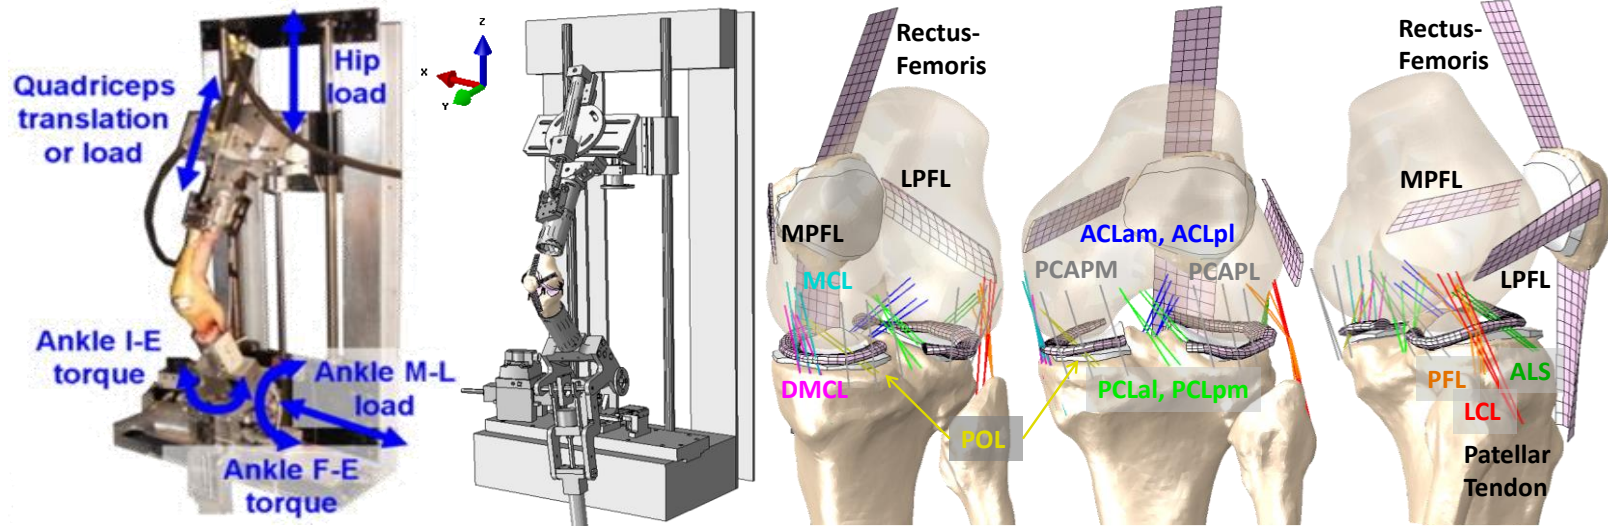 Hip
load
Quadriceps
translation
or load
Ankle I-E
torque
Ankle M-L
load
Ankle F-E
torque
Z
X
Y
Rectus-
Femoris
LPFL
MPFL
MCL
DMCL
POL
ACLam, ACLpl
PCAPM
PCAPL
PCLal, PCLpm
Rectus-
Femoris
MPFL
LPFL
PFL
ALS
LCL
Patellar
Tendon